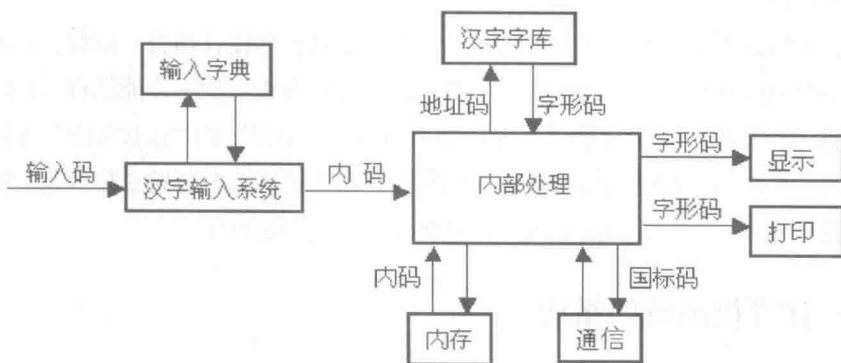 汉字字库
输入字典
地址码 字形码
字形码
输入码 汉字输入系统 内 码 内部处理 显示
字形码
打印
内码 国标码
内存 通信